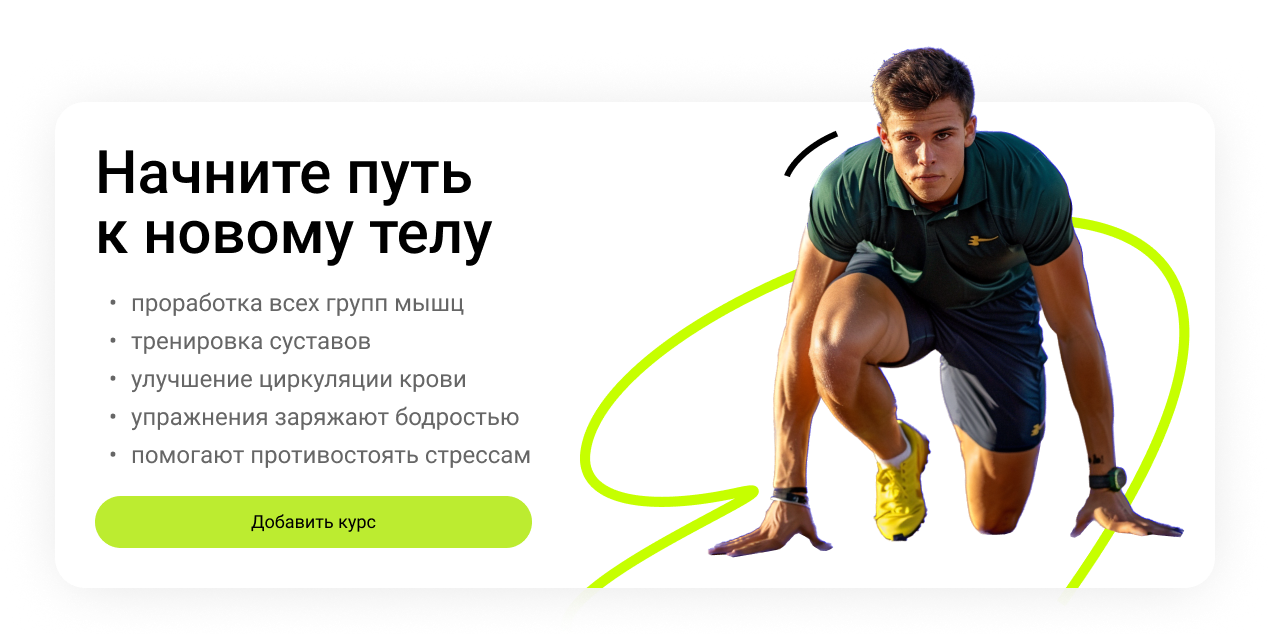 Начните путь
к новому телу
• проработка всех групп мышц
• тренировка суставов
• улучшение циркуляции крови
• упражнения заряжают бодростью
• помогают противостоять стрессам
Добавить курс